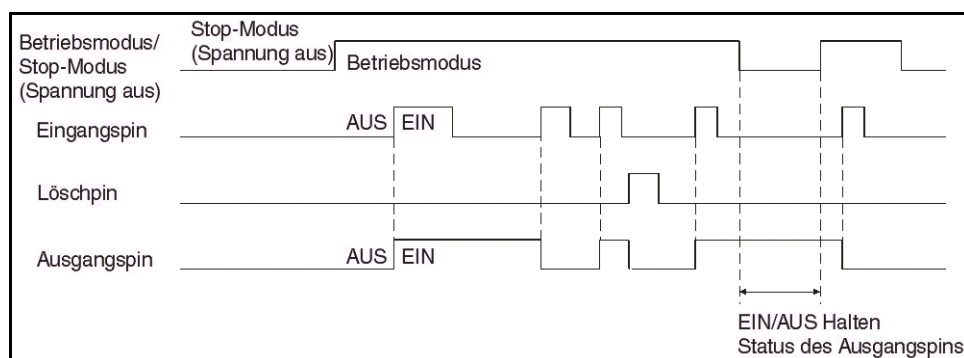 Betriebsmodus/
Stop-Modus
(Spannung aus)
Stop-Modus
(Spannung aus)
Betriebsmodus
Eingangspin
AUS EIN
Löschpin
Ausgangspin
AUS EIN
EIN/AUS Halten
Status des Ausgangspins